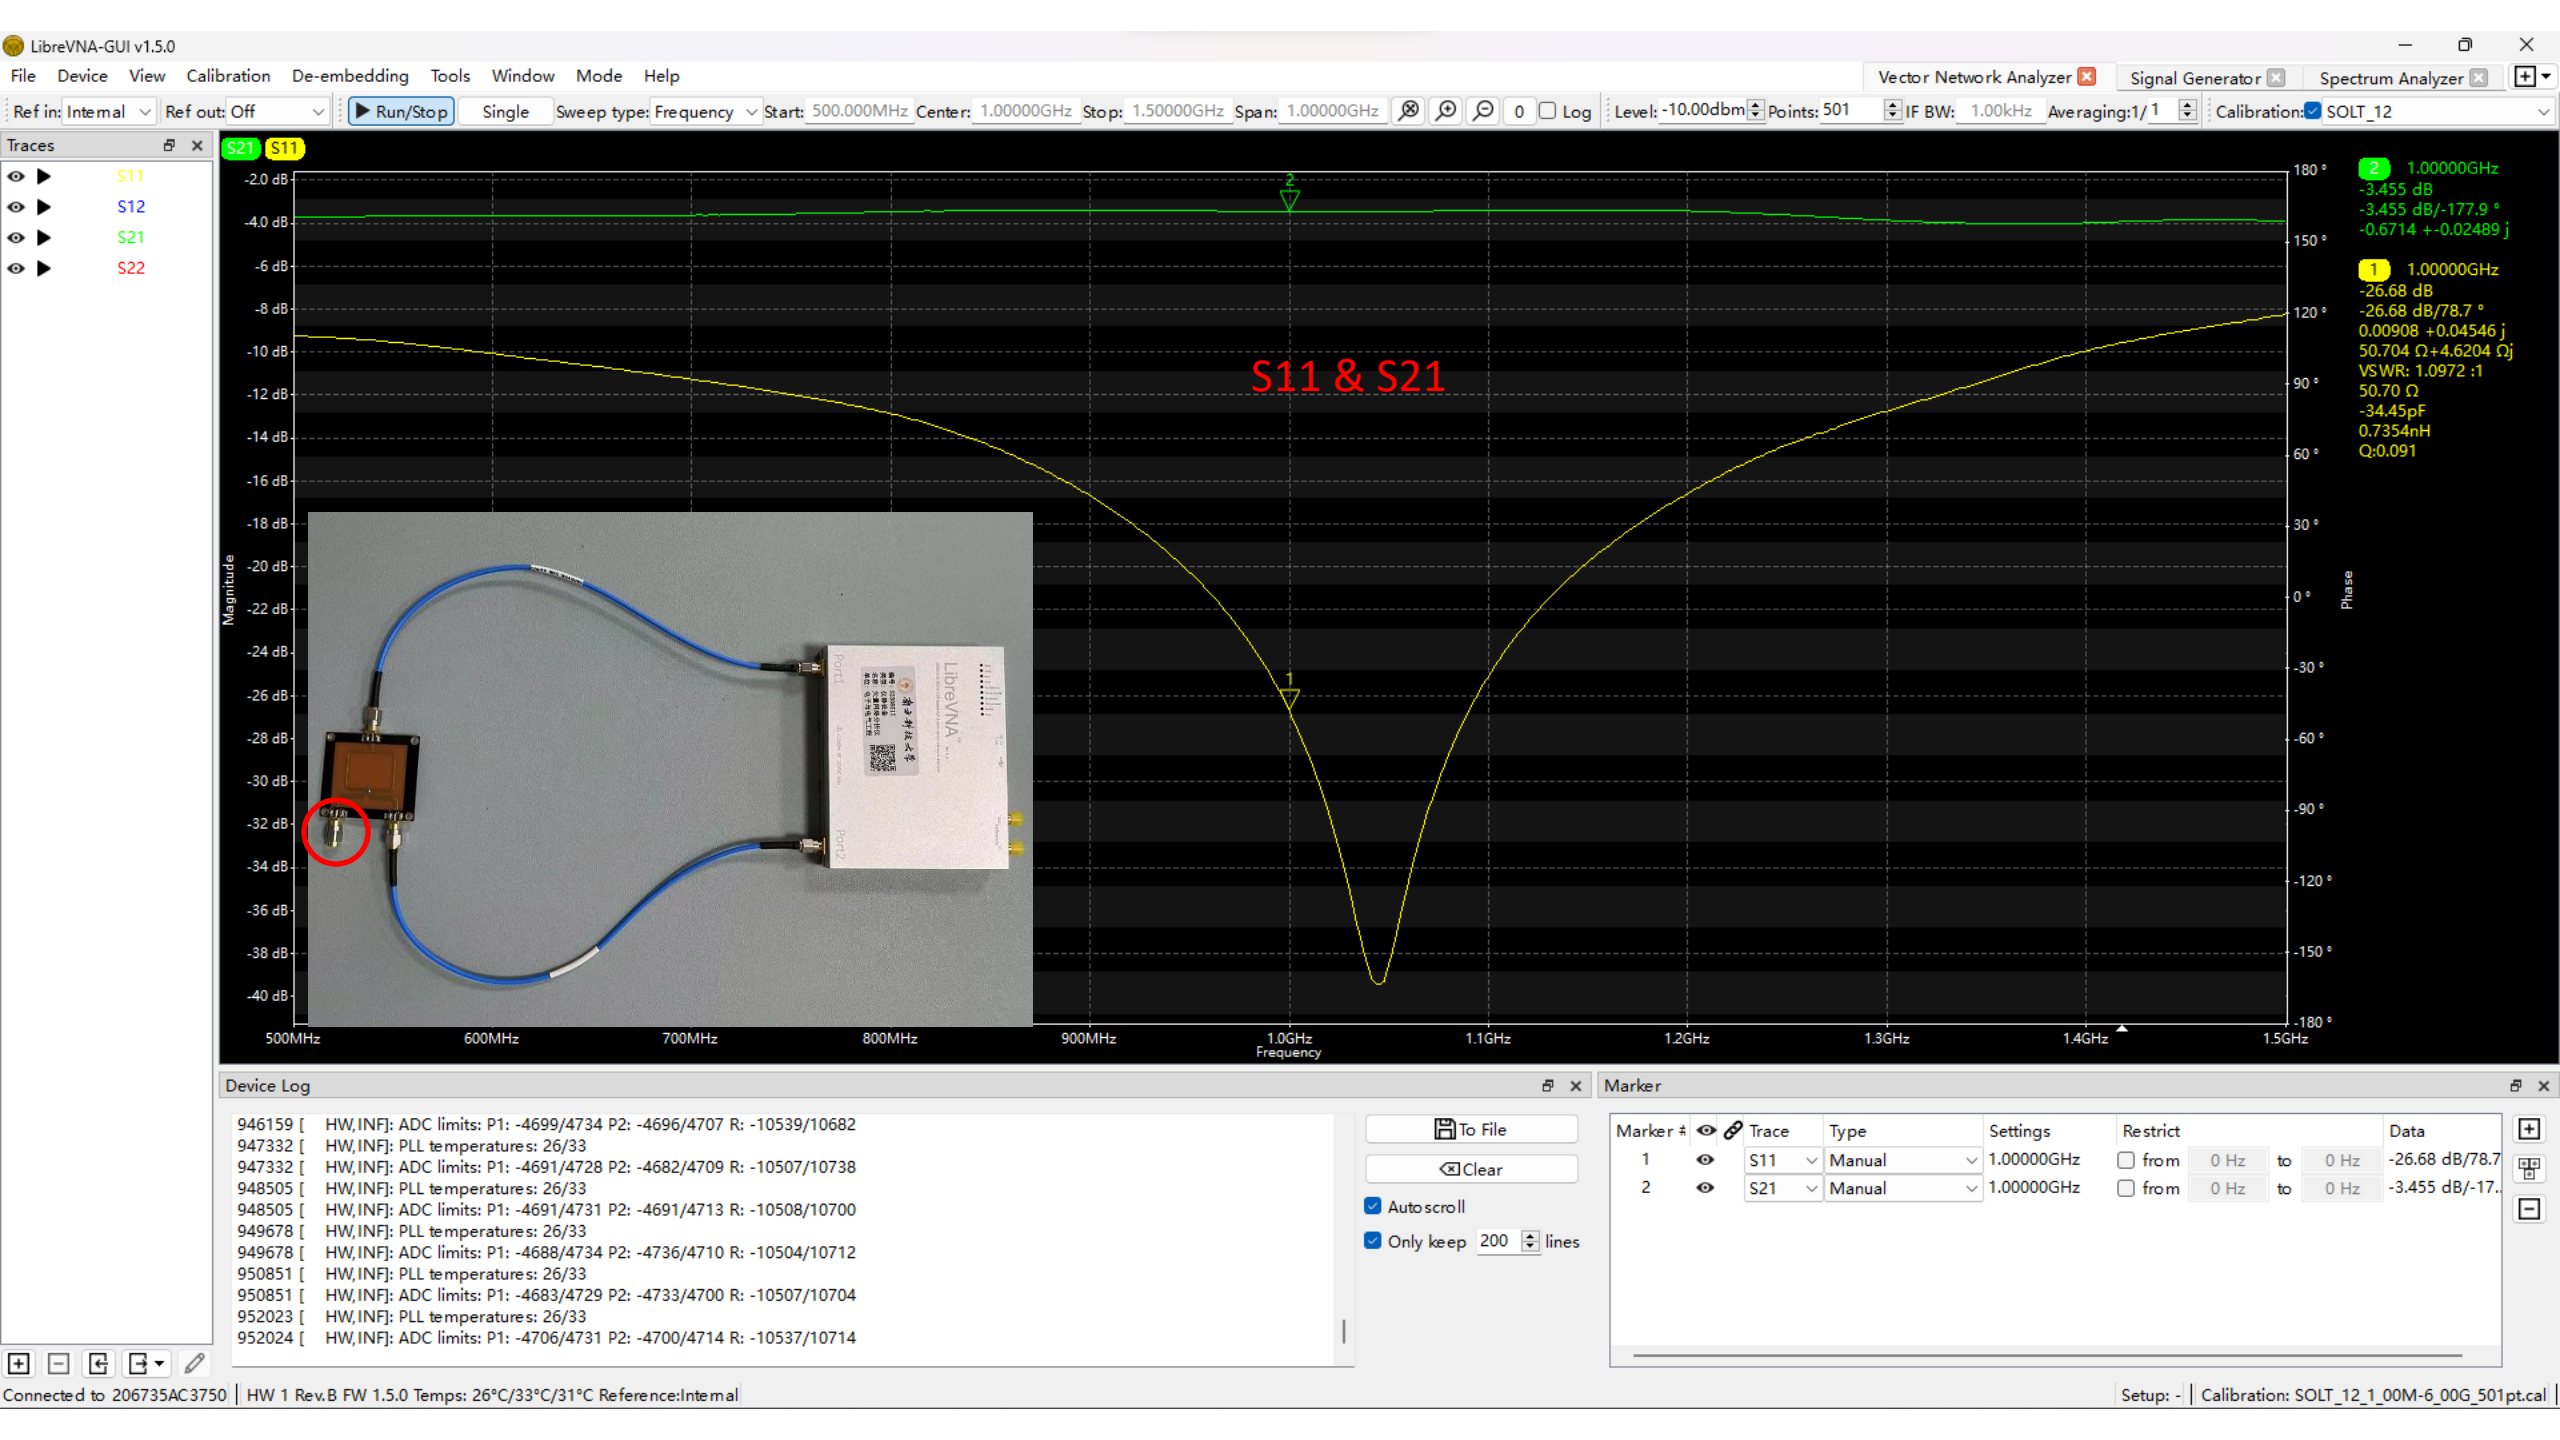 LibreVNA-GUI v1.5.0
File Device View Calibration De-embedding Tools Window Mode Help
Vector Network Analyzer Signal Generator Spectrum Analyzer
Ref in: Internal Ref out: Off Run/Stop Single Sweep type: Frequency Start: 500.000MHz Center: 1.00000GHz Stop: 1.50000GHz Span: 1.00000GHz 0 Log Level: -10.00dbm Points: 501 IF BW: 1.00kHz Averaging:1/ 1 Calibration: SOLT_12
Traces
S11
S12
S21
S22
S21 S11
-2.0 dB
-4.0 dB
-6 dB
-8 dB
-10 dB
-12 dB
-14 dB
-16 dB
-18 dB
-20 dB
-22 dB
-24 dB
-26 dB
-28 dB
-30 dB
-32 dB
-34 dB
-36 dB
-38 dB
-40 dB
Magnitude
2
1
S11 & S21
Port1
LibreVNA
Port2
180 °
150 °
120 °
90 °
60 °
30 °
0 °
-30 °
-60 °
-90 °
-120 °
-150 °
-180 °
Phase
500MHz 600MHz 700MHz 800MHz 900MHz 1.0GHz 1.1GHz 1.2GHz 1.3GHz 1.4GHz 1.5GHz
Frequency
2 1.00000GHz
-3.455 dB
-3.455 dB/-177.9 °
-0.6714 +-0.02489 j
1 1.00000GHz
-26.68 dB
-26.68 dB/78.7 °
0.00908 +0.04546 j
50.704 Ω+4.6204 Ωj
VSWR: 1.0972 :1
50.70 Ω
-34.45pF
0.7354nH
Q:0.091
Device Log
946159 [ HW,INF]: ADC limits: P1: -4699/4734 P2: -4696/4707 R: -10539/10682
947332 [ HW,INF]: PLL temperatures: 26/33
947332 [ HW,INF]: ADC limits: P1: -4691/4728 P2: -4682/4709 R: -10507/10738
948505 [ HW,INF]: PLL temperatures: 26/33
948505 [ HW,INF]: ADC limits: P1: -4691/4731 P2: -4691/4713 R: -10508/10700
949678 [ HW,INF]: PLL temperatures: 26/33
949678 [ HW,INF]: ADC limits: P1: -4688/4734 P2: -4736/4710 R: -10504/10712
950851 [ HW,INF]: PLL temperatures: 26/33
950851 [ HW,INF]: ADC limits: P1: -4683/4729 P2: -4733/4700 R: -10507/10704
952023 [ HW,INF]: PLL temperatures: 26/33
952024 [ HW,INF]: ADC limits: P1: -4706/4731 P2: -4700/4714 R: -10537/10714
To File
Clear
Autoscroll
Only keep 200 lines
Marker
Marker # Trace Type Settings Restrict Data
1 S11 Manual 1.00000GHz from 0 Hz to 0 Hz -26.68 dB/78.7
2 S21 Manual 1.00000GHz from 0 Hz to 0 Hz -3.455 dB/-17..
Connected to 206735AC3750 HW 1 Rev.B FW 1.5.0 Temps: 26°C/33°C/31°C Reference:Internal
Setup: - Calibration: SOLT_12_1_00M-6_00G_501pt.cal